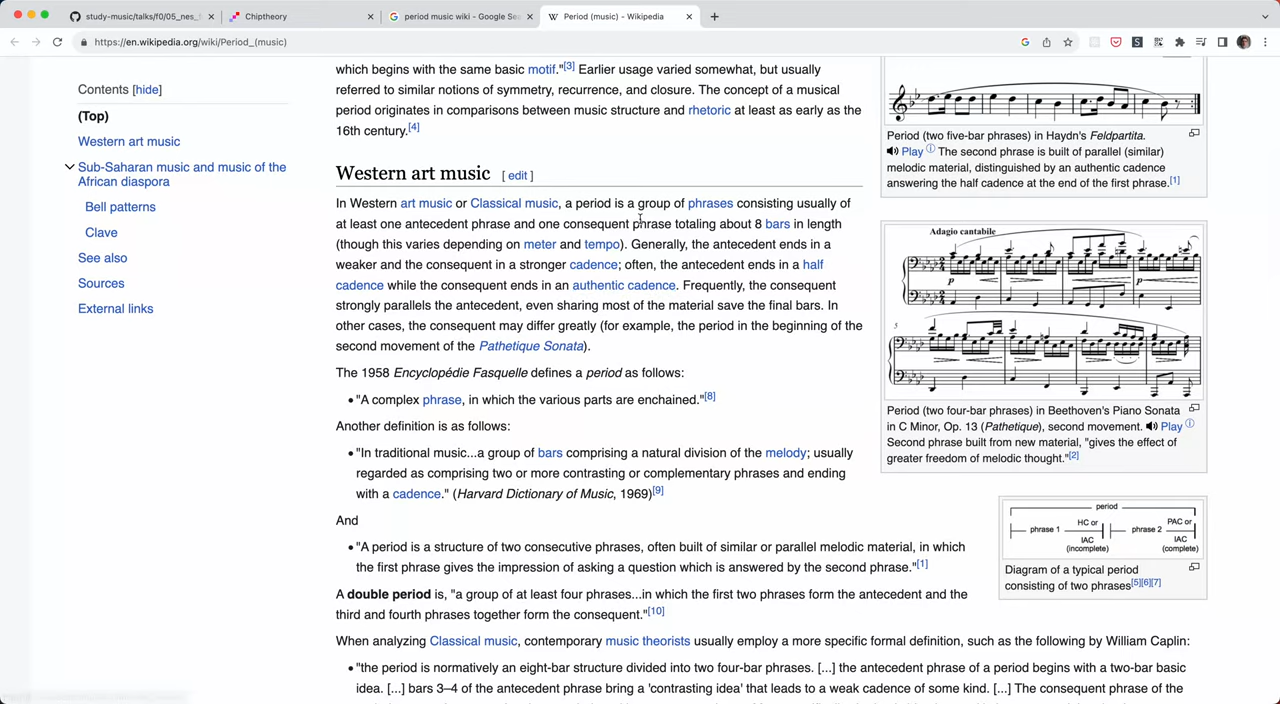 study-music/talks/f0/05_nes_
Chiptheory
period music wiki - Google Sea
Period (music) - Wikipedia
https://en.wikipedia.org/wiki/Period_(music)
Contents [hide]
(Top)
Western art music
Sub-Saharan music and music of the
African diaspora
Bell patterns
Clave
See also
Sources
External links
which begins with the same basic motif."[3] Earlier usage varied somewhat, but usually
referred to similar notions of symmetry, recurrence, and closure. The concept of a musical
period originates in comparisons between music structure and rhetoric at least as early as the
16th century.[4]
Western art music [ edit ]
In Western art music or Classical music, a period is a group of phrases consisting usually of
at least one antecedent phrase and one consequent phrase totaling about 8 bars in length
(though this varies depending on meter and tempo). Generally, the antecedent ends in a
weaker and the consequent in a stronger cadence; often, the antecedent ends in a half
cadence while the consequent ends in an authentic cadence. Frequently, the consequent
strongly parallels the antecedent, even sharing most of the material save the final bars. In
other cases, the consequent may differ greatly (for example, the period in the beginning of the
second movement of the Pathetique Sonata).
The 1958 Encyclopédie Fasquelle defines a period as follows:
• "A complex phrase, in which the various parts are enchained."[8]
Another definition is as follows:
• "In traditional music...a group of bars comprising a natural division of the melody; usually
regarded as comprising two or more contrasting or complementary phrases and ending
with a cadence." (Harvard Dictionary of Music, 1969)[9]
And
• "A period is a structure of two consecutive phrases, often built of similar or parallel melodic material, in which
the first phrase gives the impression of asking a question which is answered by the second phrase."[1]
A double period is, "a group of at least four phrases...in which the first two phrases form the antecedent and the
third and fourth phrases together form the consequent."[10]
When analyzing Classical music, contemporary music theorists usually employ a more specific formal definition, such as the following by William Caplin:
• "the period is normatively an eight-bar structure divided into two four-bar phrases. [...] the antecedent phrase of a period begins with a two-bar basic
idea. [...] bars 3–4 of the antecedent phrase bring a 'contrasting idea' that leads to a weak cadence of some kind. [...] The consequent phrase of the
Period (two five-bar phrases) in Haydn's
Feldpartita.
Play The second phrase is built of parallel (similar)
melodic material, distinguished by an authentic cadence
answering the half cadence at the end of the first phrase.[1]
Adagio cantabile
p
p
5
Period (two four-bar phrases) in Beethoven's Piano Sonata
in C Minor, Op. 13 (Pathetique), second movement. Play
Second phrase built from new material, "gives the effect of
greater freedom of melodic thought."[2]
period
phrase 1
HC or
IAC
(incomplete)
phrase 2
PAC or
IAC
(complete)
Diagram of a typical period
consisting of two phrases[5][6][7]